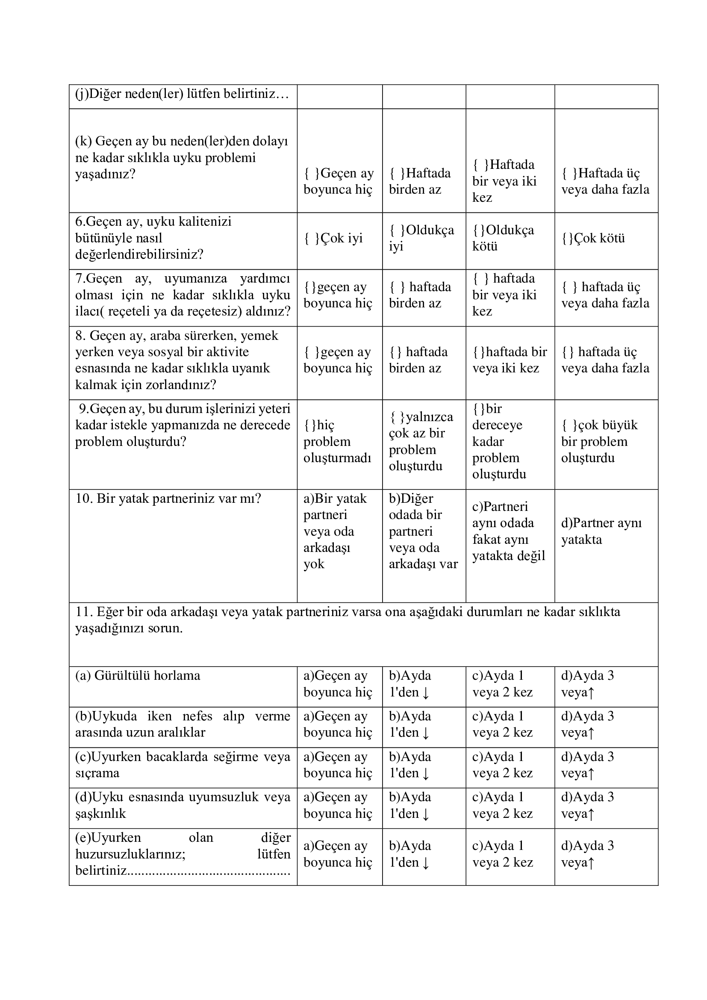 (j)Diğer neden(ler) lütfen belirtiniz…
(k) Geçen ay bu neden(ler)den dolayı
ne kadar sıklıkla uyku problemi
yaşadınız?
{ }Geçen ay
boyunca hiç
{ }Haftada
birden az
{ }Haftada
bir veya iki
kez
{ }Haftada üç
veya daha fazla
6.Geçen ay, uyku kalitenizi
bütünüyle nasıl
değerlendirebilirsiniz?
{ }Çok iyi
{ }Oldukça
iyi
{}Oldukça
kötü
{}Çok kötü
7.Geçen ay, uyumanıza yardımcı
olması için ne kadar sıklıkla uyku
ilacı( reçeteli ya da reçetesiz) aldınız?
{}geçen ay
boyunca hiç
{ } haftada
birden az
{ } haftada
bir veya iki
kez
{ } haftada üç
veya daha fazla
8. Geçen ay, araba sürerken, yemek
yerken veya sosyal bir aktivite
esnasında ne kadar sıklıkla uyanık
kalmak için zorlandınız?
{ }geçen ay
boyunca hiç
{} haftada
birden az
{}haftada bir
veya iki kez
{} haftada üç
veya daha fazla
9.Geçen ay, bu durum işlerinizi yeteri
kadar istekle yapmanızda ne derecede
problem oluşturdu?
{}hiç
problem
oluşturmadı
{ }yalnızca
çok az bir
problem
oluşturdu
{}bir
dereceye
kadar
problem
oluşturdu
{ }çok büyük
bir problem
oluşturdu
10. Bir yatak partneriniz var mı?
a)Bir yatak
partneri
veya oda
arkadaşı
yok
b)Diğer
odada bir
partneri
veya oda
arkadaşı var
c)Partneri
aynı odada
fakat aynı
yatakta değil
d)Partner aynı
yatakta
11. Eğer bir oda arkadaşı veya yatak partneriniz varsa ona aşağıdaki durumları ne kadar sıklıkta
yaşadığınızı sorun.
(a) Gürültülü horlama
a)Geçen ay
boyunca hiç
b)Ayda
1'den ↓
c)Ayda 1
veya 2 kez
d)Ayda 3
veya↑
(b)Uykuda iken nefes alıp verme
arasında uzun aralıklar
a)Geçen ay
boyunca hiç
b)Ayda
1'den ↓
c)Ayda 1
veya 2 kez
d)Ayda 3
veya↑
(c)Uyurken bacaklarda seğirme veya
sıçrama
a)Geçen ay
boyunca hiç
b)Ayda
1'den ↓
c)Ayda 1
veya 2 kez
d)Ayda 3
veya↑
(d)Uyku esnasında uyumsuzluk veya
şaşkınlık
a)Geçen ay
boyunca hiç
b)Ayda
1'den ↓
c)Ayda 1
veya 2 kez
d)Ayda 3
veya↑
(e)Uyurken olan diğer
huzursuzluklarınız; lütfen
belirtiniz..............................................
a)Geçen ay
boyunca hiç
b)Ayda
1'den ↓
c)Ayda 1
veya 2 kez
d)Ayda 3
veya↑